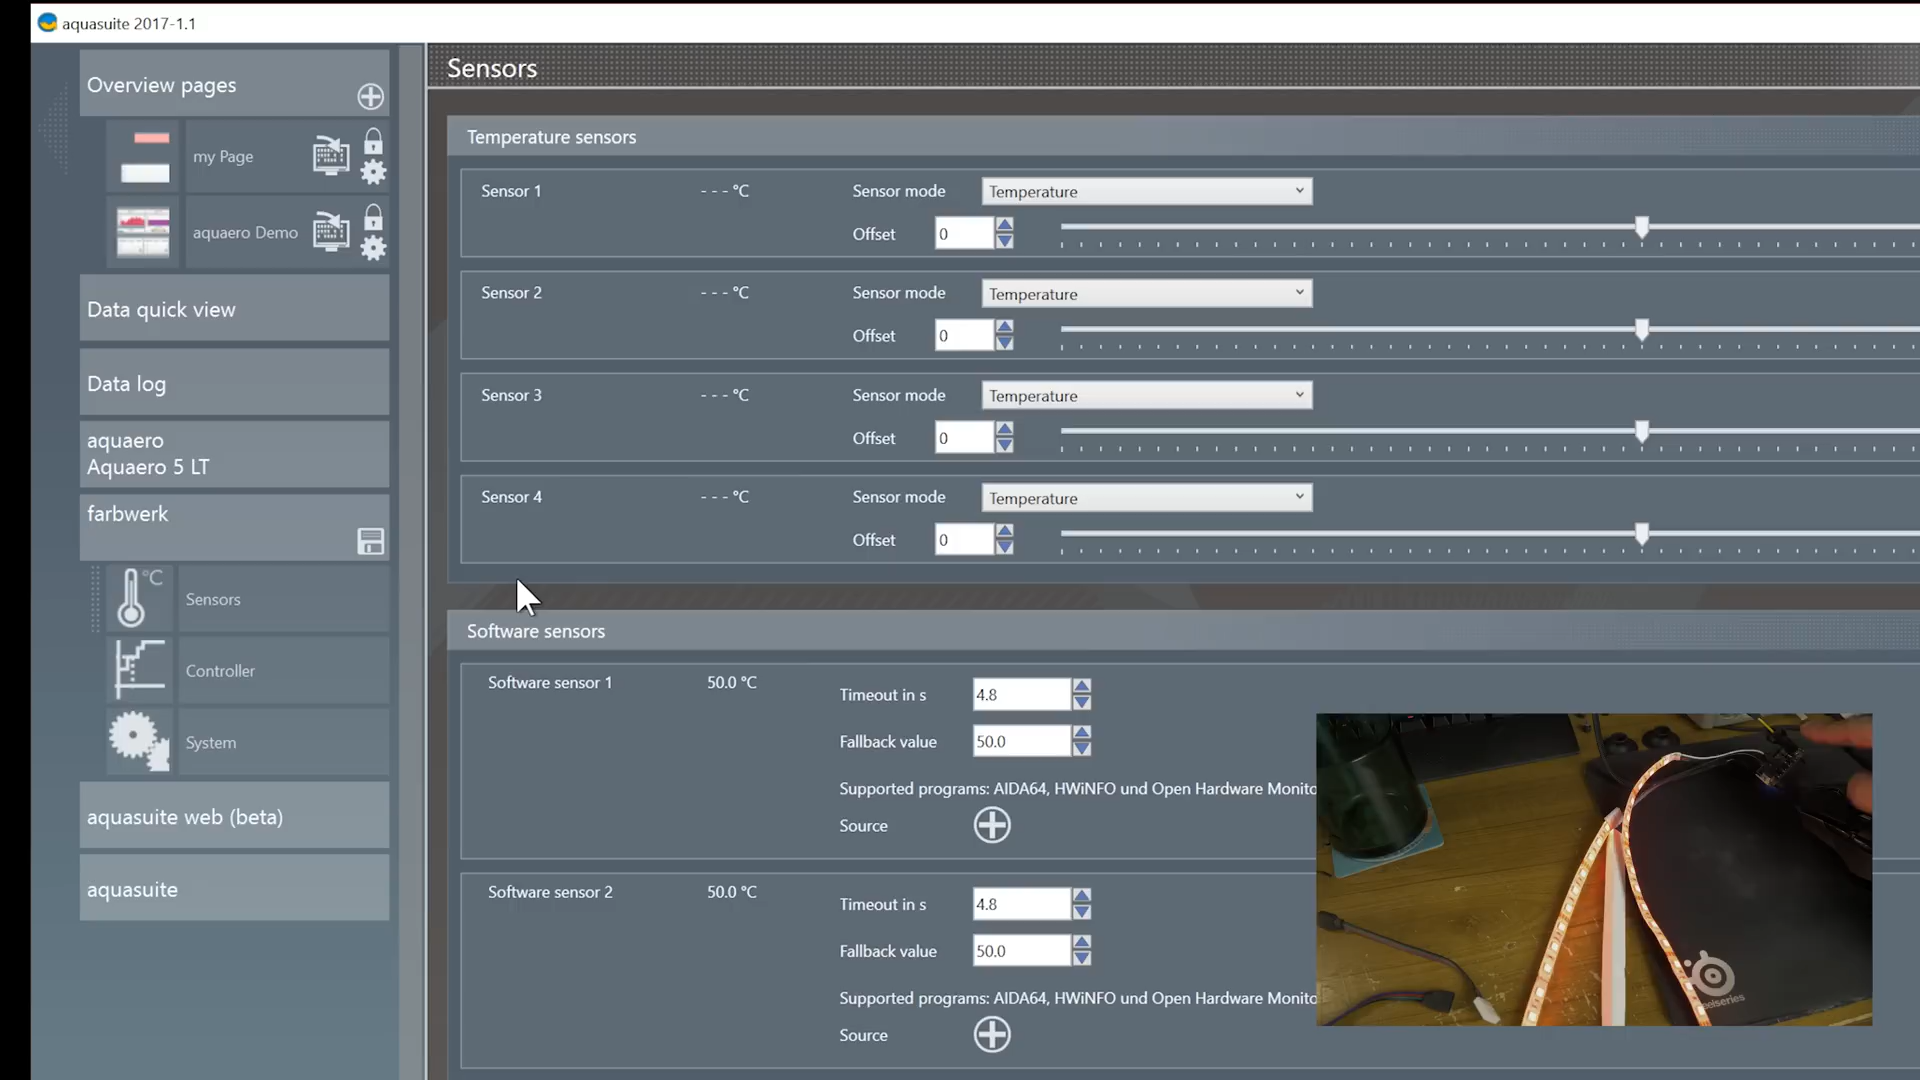 aquasuite 2017-1.1
Overview pages
my Page
aquaero Demo
Data quick view
Data log
aquaero
Aquaero 5 LT
farbwerk
°C
Sensors
Controller
System
aquasuite web (beta)
aquasuite
Sensors
Temperature sensors
Sensor 1 - - - °C Sensor mode Temperature
Offset 0
Sensor 2 - - - °C Sensor mode Temperature
Offset 0
Sensor 3 - - - °C Sensor mode Temperature
Offset 0
Sensor 4 - - - °C Sensor mode Temperature
Offset 0
Software sensors
Software sensor 1 50.0 °C Timeout in s 4.8
Fallback value 50.0
Supported programs: AIDA64, HWiNFO und Open Hardware Monito
Source
Software sensor 2 50.0 °C Timeout in s 4.8
Fallback value 50.0
Supported programs: AIDA64, HWiNFO und Open Hardware Monito
Source
elseries